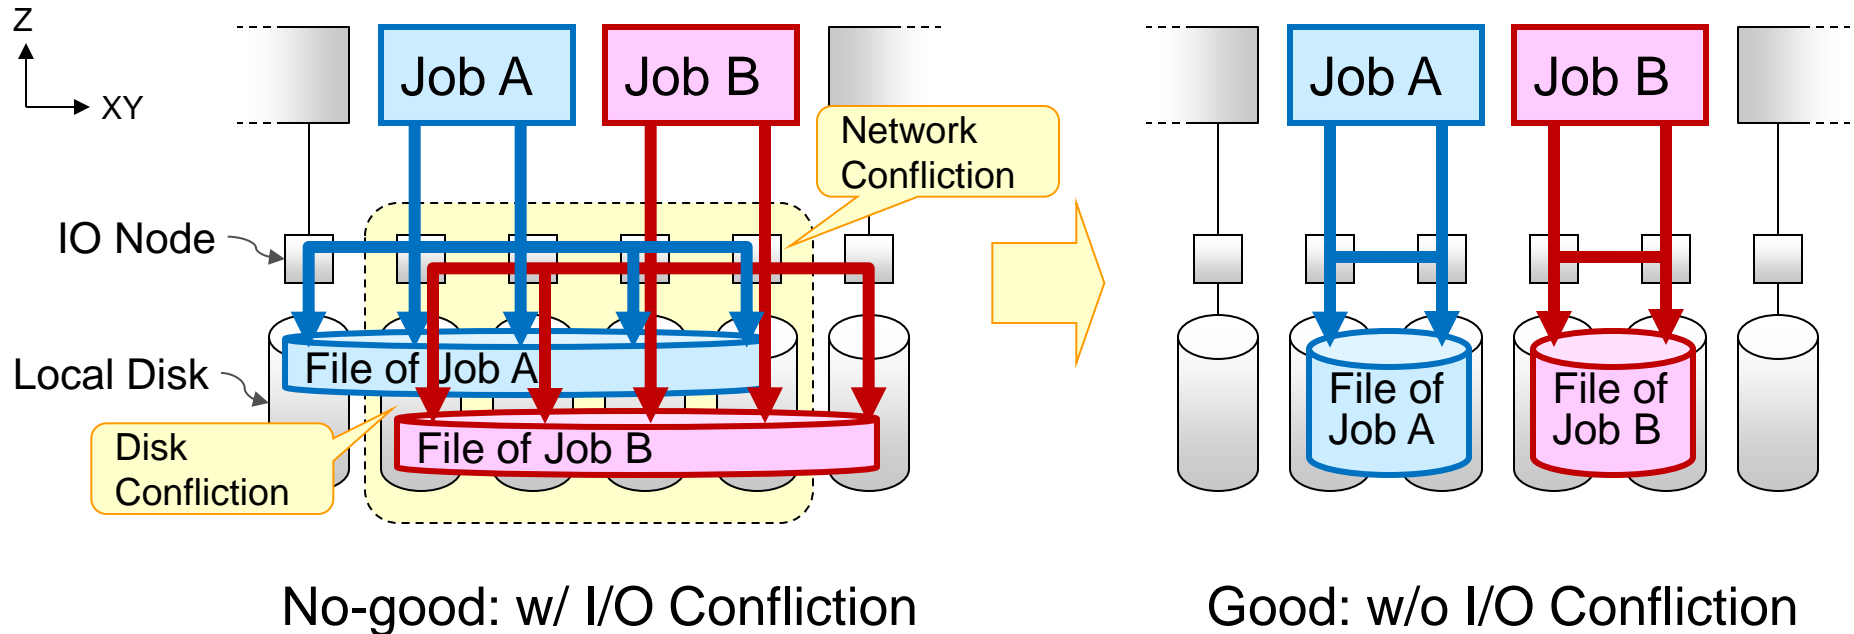 Z
XY
Job A
Job B
Network
Confliction
IO Node
Local Disk
File of Job A
File of Job B
Disk
Confliction
No-good: w/ I/O Confliction
Job A
Job B
File of
Job A
File of
Job B
Good: w/o I/O Confliction